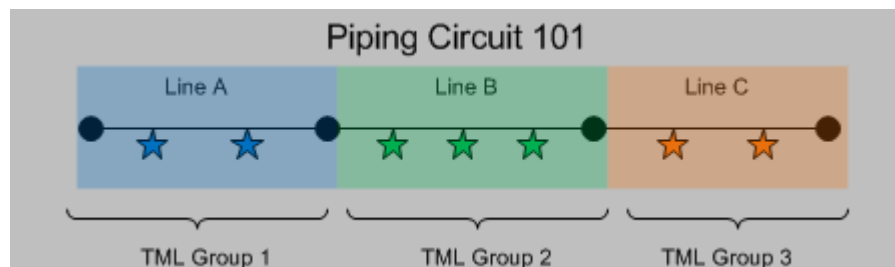 Piping Circuit 101
Line A Line B Line C
TML Group 1 TML Group 2 TML Group 3